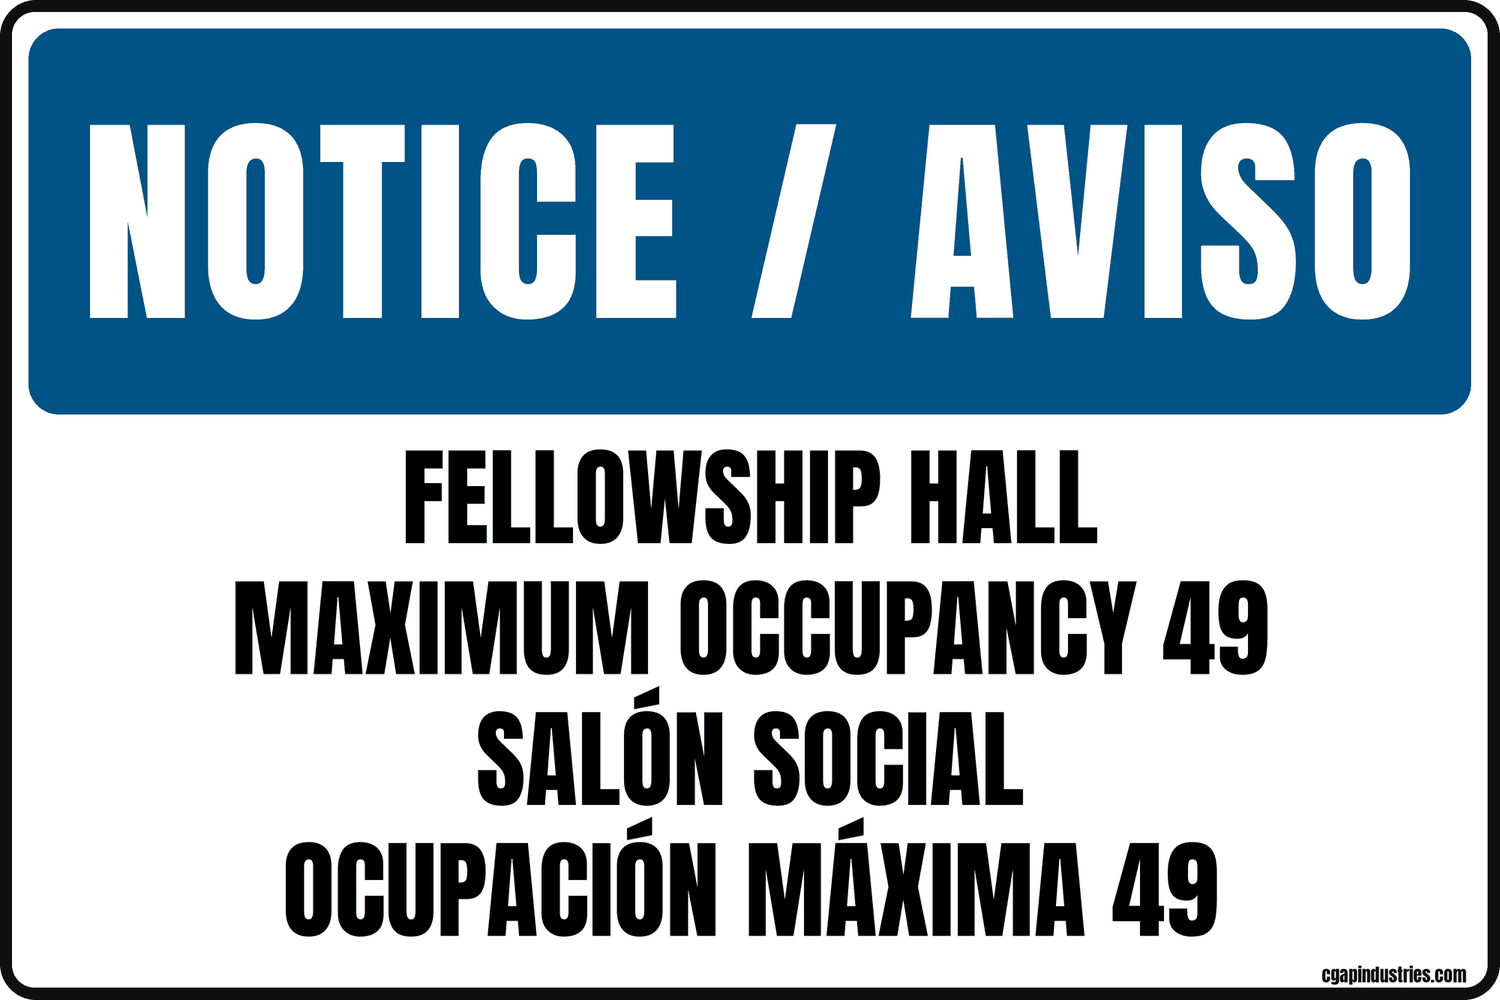 NOTICE / AVISO
FELLOWSHIP HALL
MAXIMUM OCCUPANCY 49
SALÓN SOCIAL
OCUPACIÓN MÁXIMA 49
cgapindustries.com